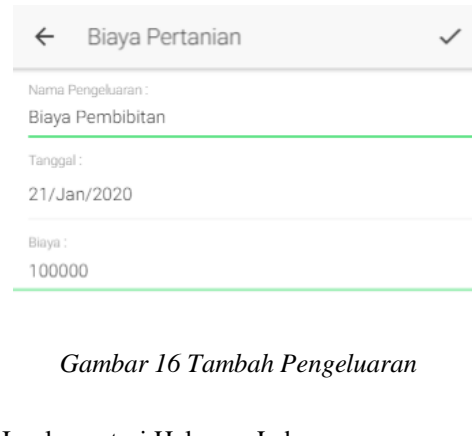 Biaya Pertanian
Nama Pengeluaran :
Biaya Pembibitan
Tanggal :
21/Jan/2020
Biaya :
100000
Gambar 16 Tambah Pengeluaran